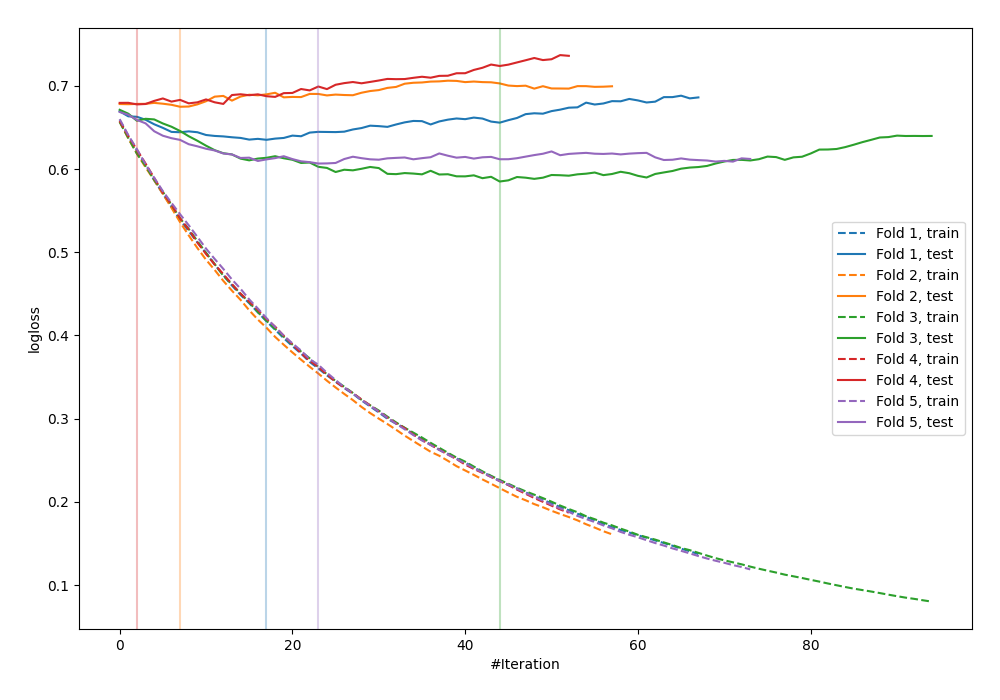 0.7
0.6
0.5
0.4
0.3
0.2
0.1
logloss
0
20
40
60
80
#Iteration
Fold 1, train
Fold 1, test
Fold 2, train
Fold 2, test
Fold 3, train
Fold 3, test
Fold 4, train
Fold 4, test
Fold 5, train
Fold 5, test